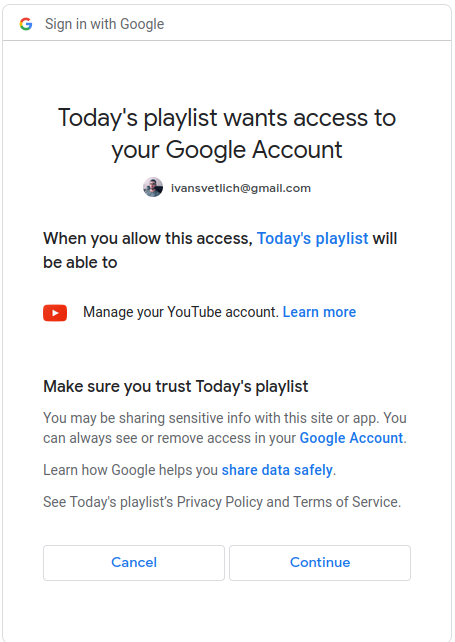 Sign in with Google
Today's playlist wants access to
your Google Account
ivansvetlich@gmail.com
When you allow this access, Today's playlist will
be able to
Manage your YouTube account. Learn more
Make sure you trust Today's playlist
You may be sharing sensitive info with this site or app. You
can always see or remove access in your Google Account.
Learn how Google helps you share data safely.
See Today's playlist's Privacy Policy and Terms of Service.
Cancel
Continue